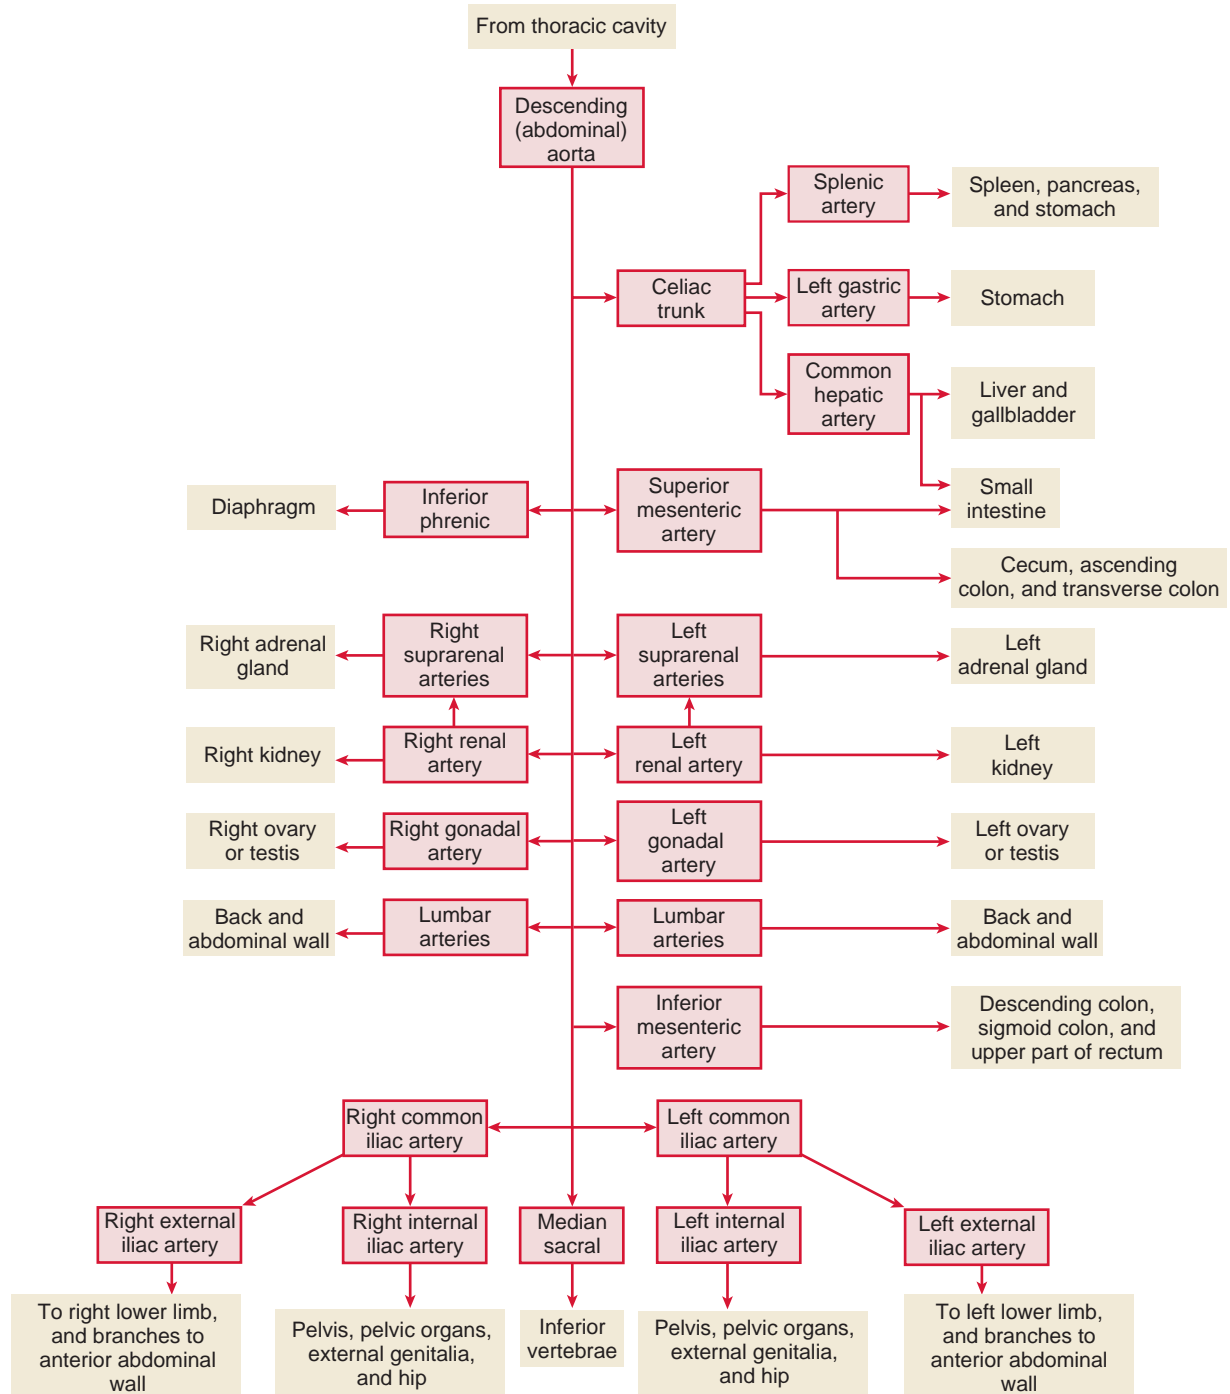 From thoracic cavity
Descending
(abdominal)
aorta
Splenic
artery
Spleen, pancreas,
and stomach
Celiac
trunk
Left gastric
artery
Stomach
Common
hepatic
artery
Liver and
gallbladder
Diaphragm
Inferior
phrenic
Superior
mesenteric
artery
Small
intestine
Cecum, ascending
colon, and transverse colon
Right adrenal
gland
Right
suprarenal
arteries
Left
suprarenal
arteries
Left
adrenal gland
Right kidney
Right renal
artery
Left
renal artery
Left
kidney
Right ovary
or testis
Right gonadal
artery
Left
gonadal
artery
Left ovary
or testis
Back and
abdominal wall
Lumbar
arteries
Lumbar
arteries
Back and
abdominal wall
Inferior
mesenteric
artery
Descending colon,
sigmoid colon, and
upper part of rectum
Right common
iliac artery
Left common
iliac artery
Right external
iliac artery
Right internal
iliac artery
Median
sacral
Left internal
iliac artery
Left external
iliac artery
To right lower limb,
and branches to
anterior abdominal
wall
Pelvis, pelvic organs,
external genitalia,
and hip
Inferior
vertebrae
Pelvis, pelvic organs,
external genitalia,
and hip
To left lower limb,
and branches to
anterior abdominal
wall